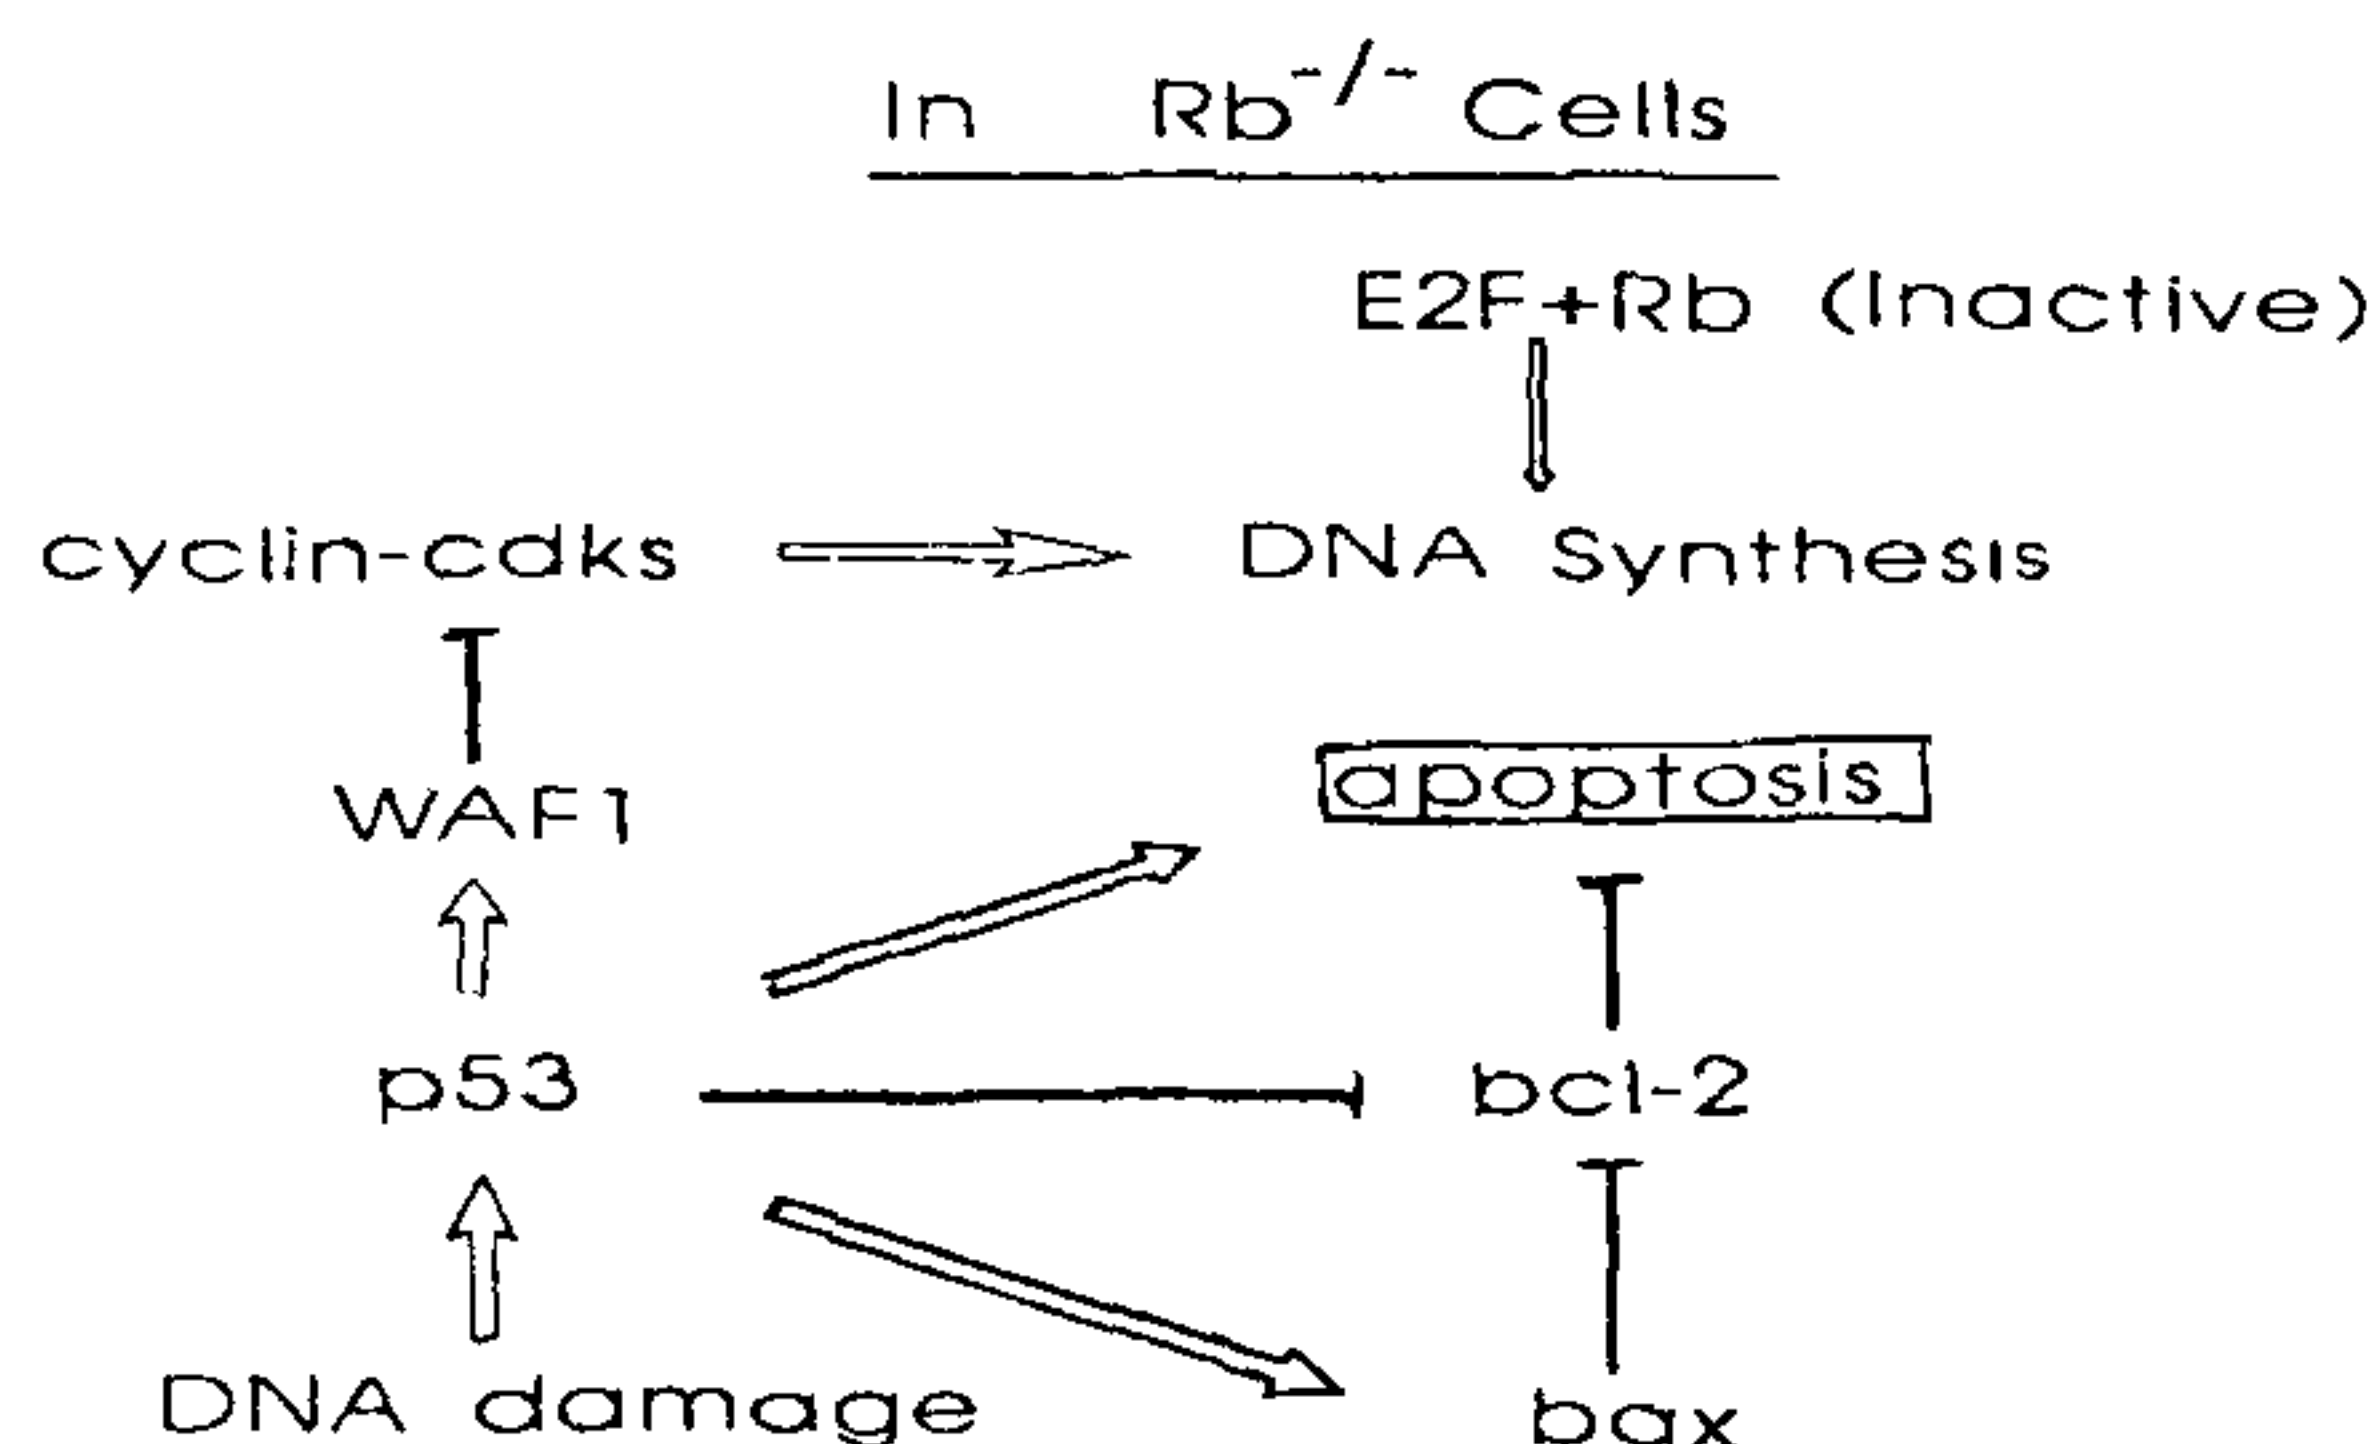 In Rb-/- Cells
E2F+Rb (Inactive)
cyclin-cdks DNA Synthesis
WAF1 apoptosis
p53 bcl-2
DNA damage bax